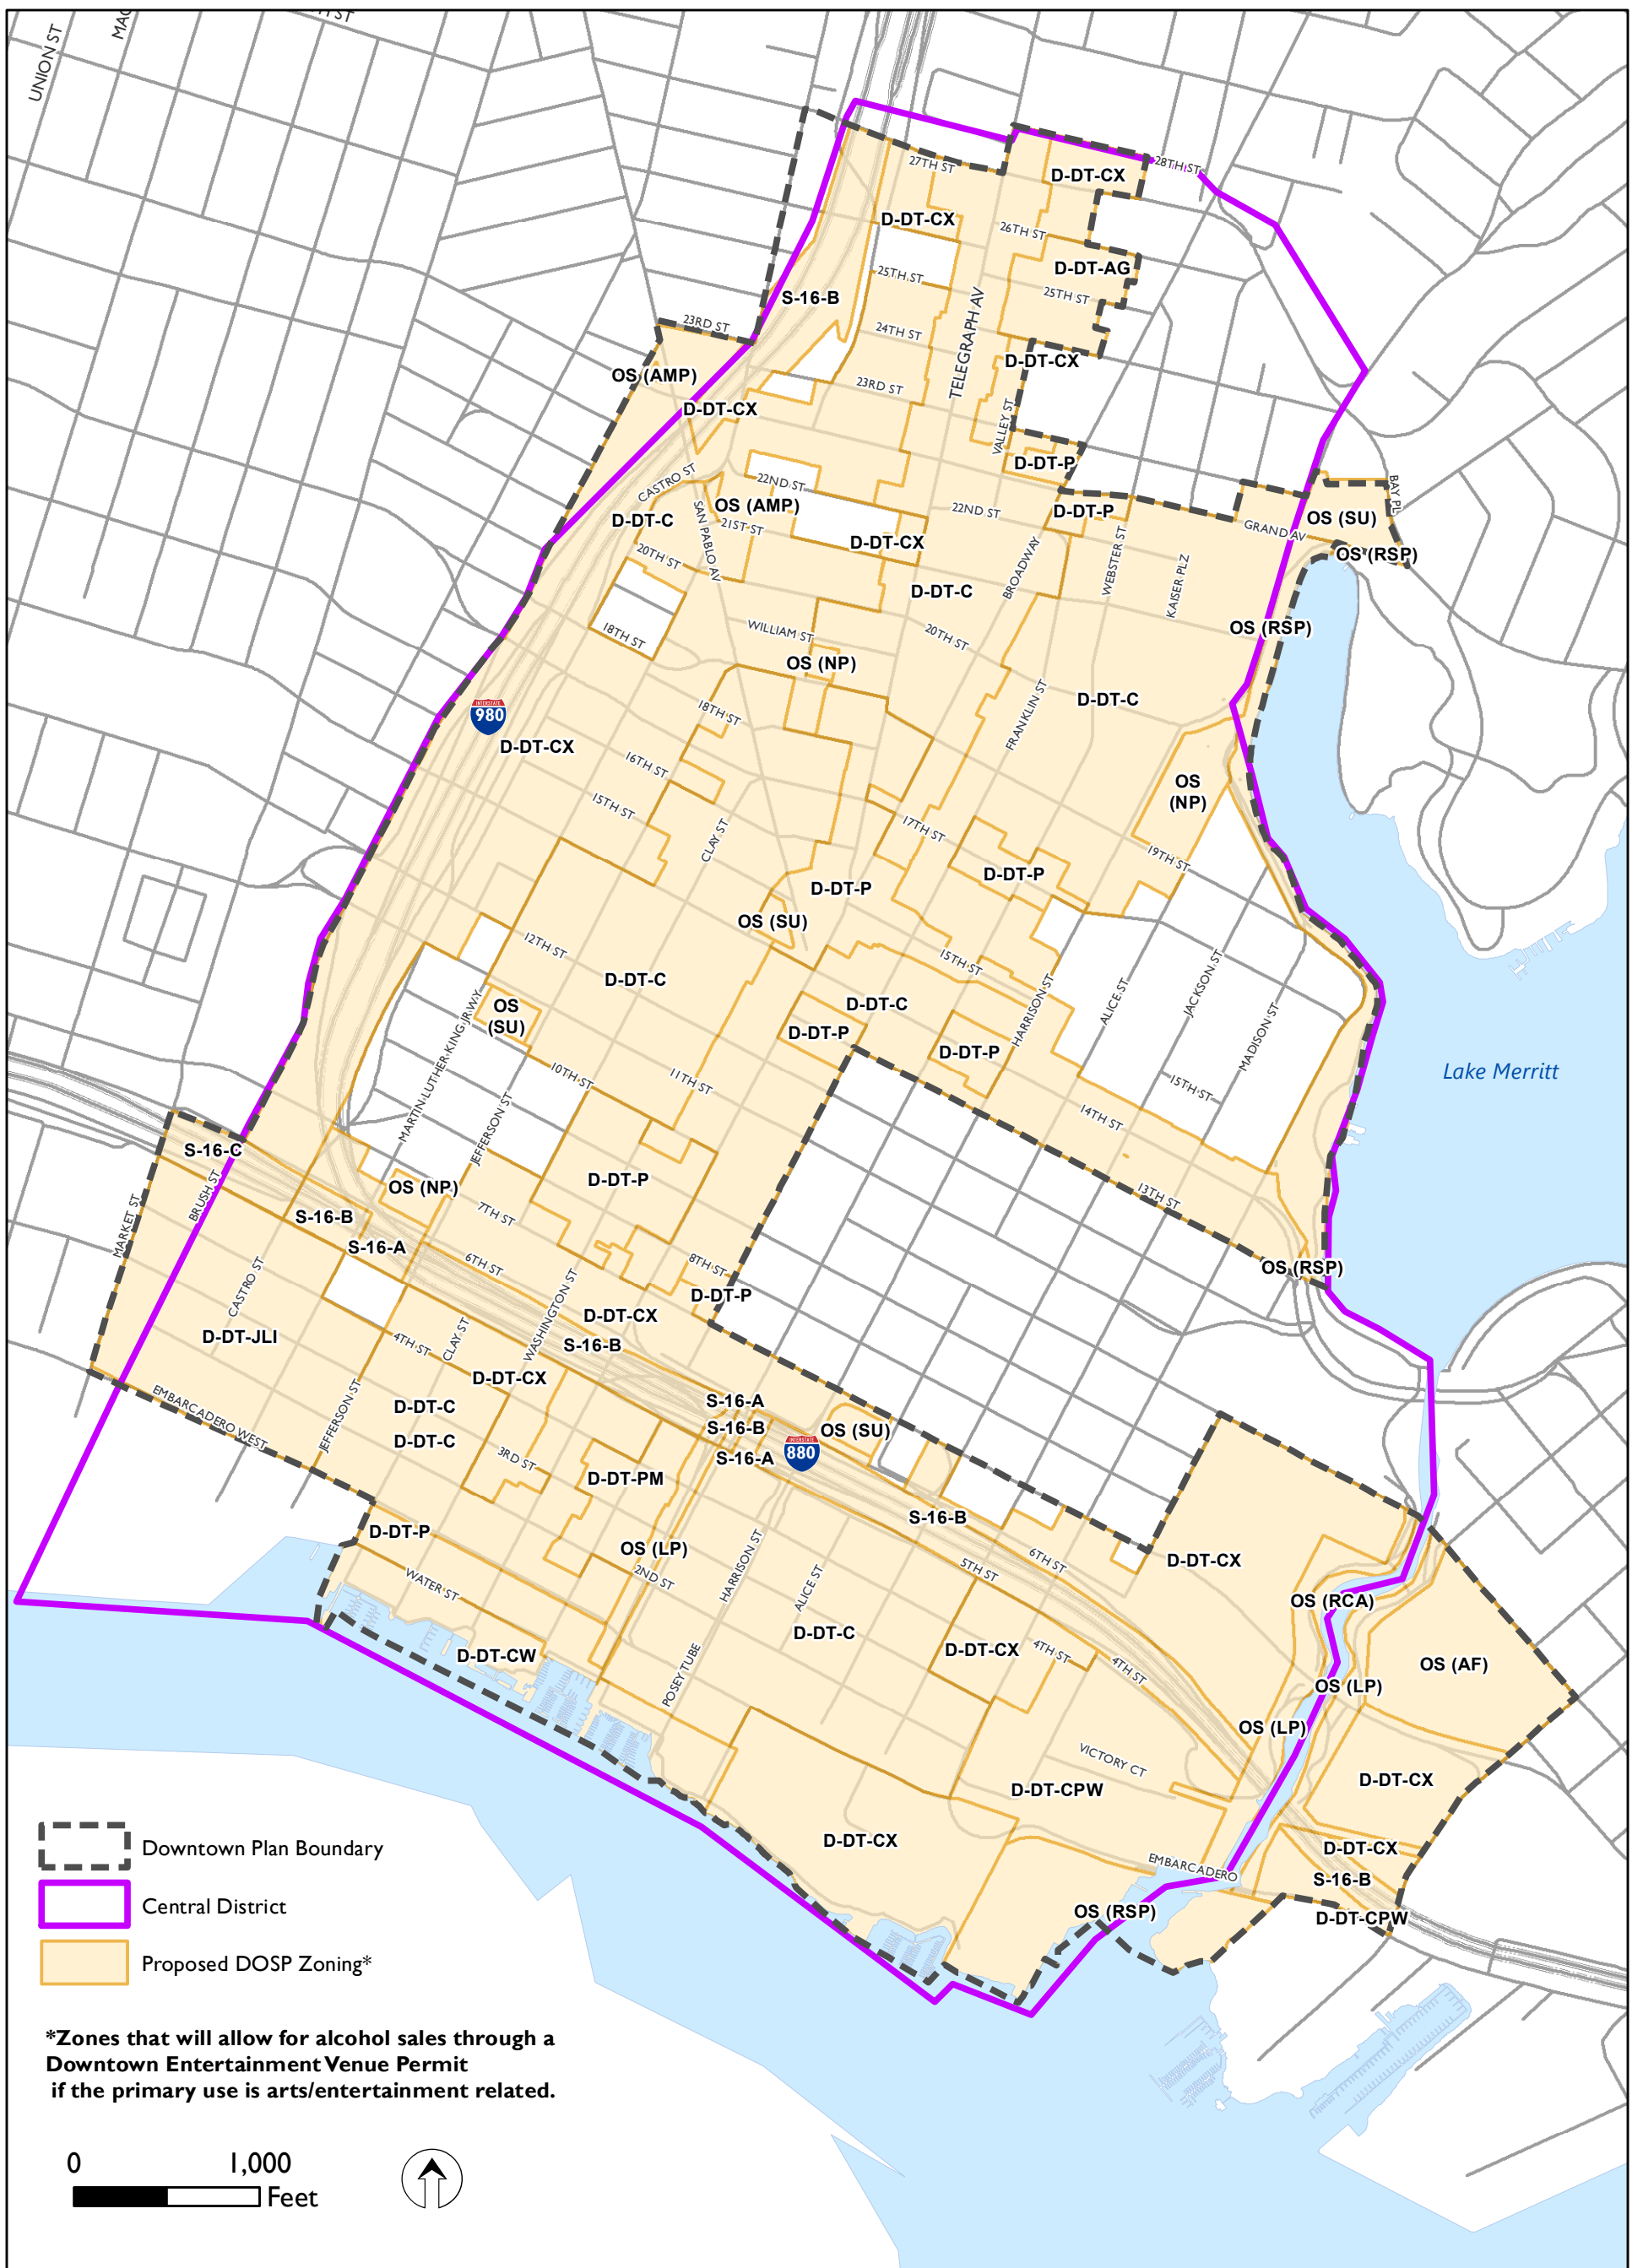 UNION ST
27TH ST
28TH ST
D-DT-CX
D-DT-CX
26TH ST
D-DT-AG
25TH ST
25TH ST
S-16-B
TELEGRAPH AV
23RD ST
24TH ST
D-DT-CX
OS (AMP)
23RD ST
D-DT-CX
VALLEY ST
D-DT-P
CASTRO ST
22ND ST
BAY PL
OS (AMP)
D-DT-C
SAN PABLO AV
21ST ST
22ND ST
D-DT-P
OS (SU)
GRAND AV
D-DT-CX
OS (RSP)
20TH ST
BROADWAY
WEBSTER ST
KAISER PLZ
D-DT-C
18TH ST
WILLIAM ST
20TH ST
OS (RSP)
OS (NP)
INTERSTATE
980
D-DT-C
18TH ST
FRANKLIN ST
D-DT-CX
16TH ST
OS
(NP)
15TH ST
CLAY ST
17TH ST
19TH ST
D-DT-P
D-DT-P
OS (SU)
12TH ST
15TH ST
D-DT-C
D-DT-C
OS
(SU)
D-DT-P
HARRISON ST
ALICE ST
JACKSON ST
MADISON ST
D-DT-P
MARTIN LUTHER KING JR WY
10TH ST
11TH ST
15TH ST
Lake Merritt
14TH ST
JEFFERSON ST
S-16-C
D-DT-P
OS (NP)
13TH ST
BRUSH ST
MARKET ST
S-16-B
7TH ST
S-16-A
6TH ST
8TH ST
OS (RSP)
CASTRO ST
D-DT-P
WASHINGTON ST
D-DT-CX
D-DT-JLI
4TH ST
CLAY ST
S-16-B
D-DT-CX
EMBARCADERO WEST
JEFFERSON ST
D-DT-C
S-16-A
S-16-B
OS (SU)
D-DT-C
INTERSTATE
880
S-16-A
3RD ST
D-DT-PM
S-16-B
D-DT-P
OS (LP)
6TH ST
D-DT-CX
5TH ST
2ND ST
HARRISON ST
ALICE ST
WATER ST
OS (RCA)
D-DT-C
D-DT-CX
4TH ST
D-DT-CW
4TH ST
OS (AF)
POSEY TUBE
OS (LP)
OS (LP)
VICTORY CT
D-DT-CX
D-DT-CPW
D-DT-CX
D-DT-CX
EMBARCADERO
S-16-B
OS (RSP)
D-DT-CPW
Downtown Plan Boundary
Central District
Proposed DOSP Zoning*
*Zones that will allow for alcohol sales through a
Downtown Entertainment Venue Permit
if the primary use is arts/entertainment related.
0 1,000
Feet